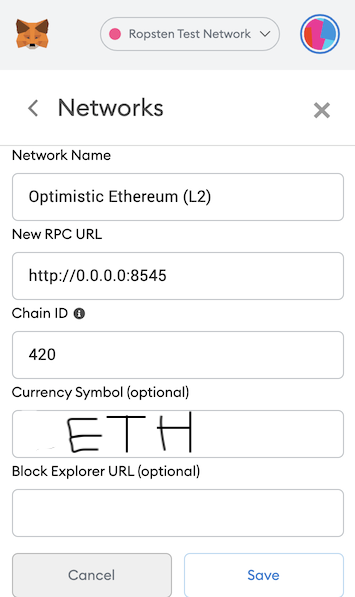 Ropsten Test Network
Networks
Network Name
Optimistic Ethereum (L2)
New RPC URL
http://0.0.0.0:8545
Chain ID
420
Currency Symbol (optional)
ETH
Block Explorer URL (optional)
Cancel Save